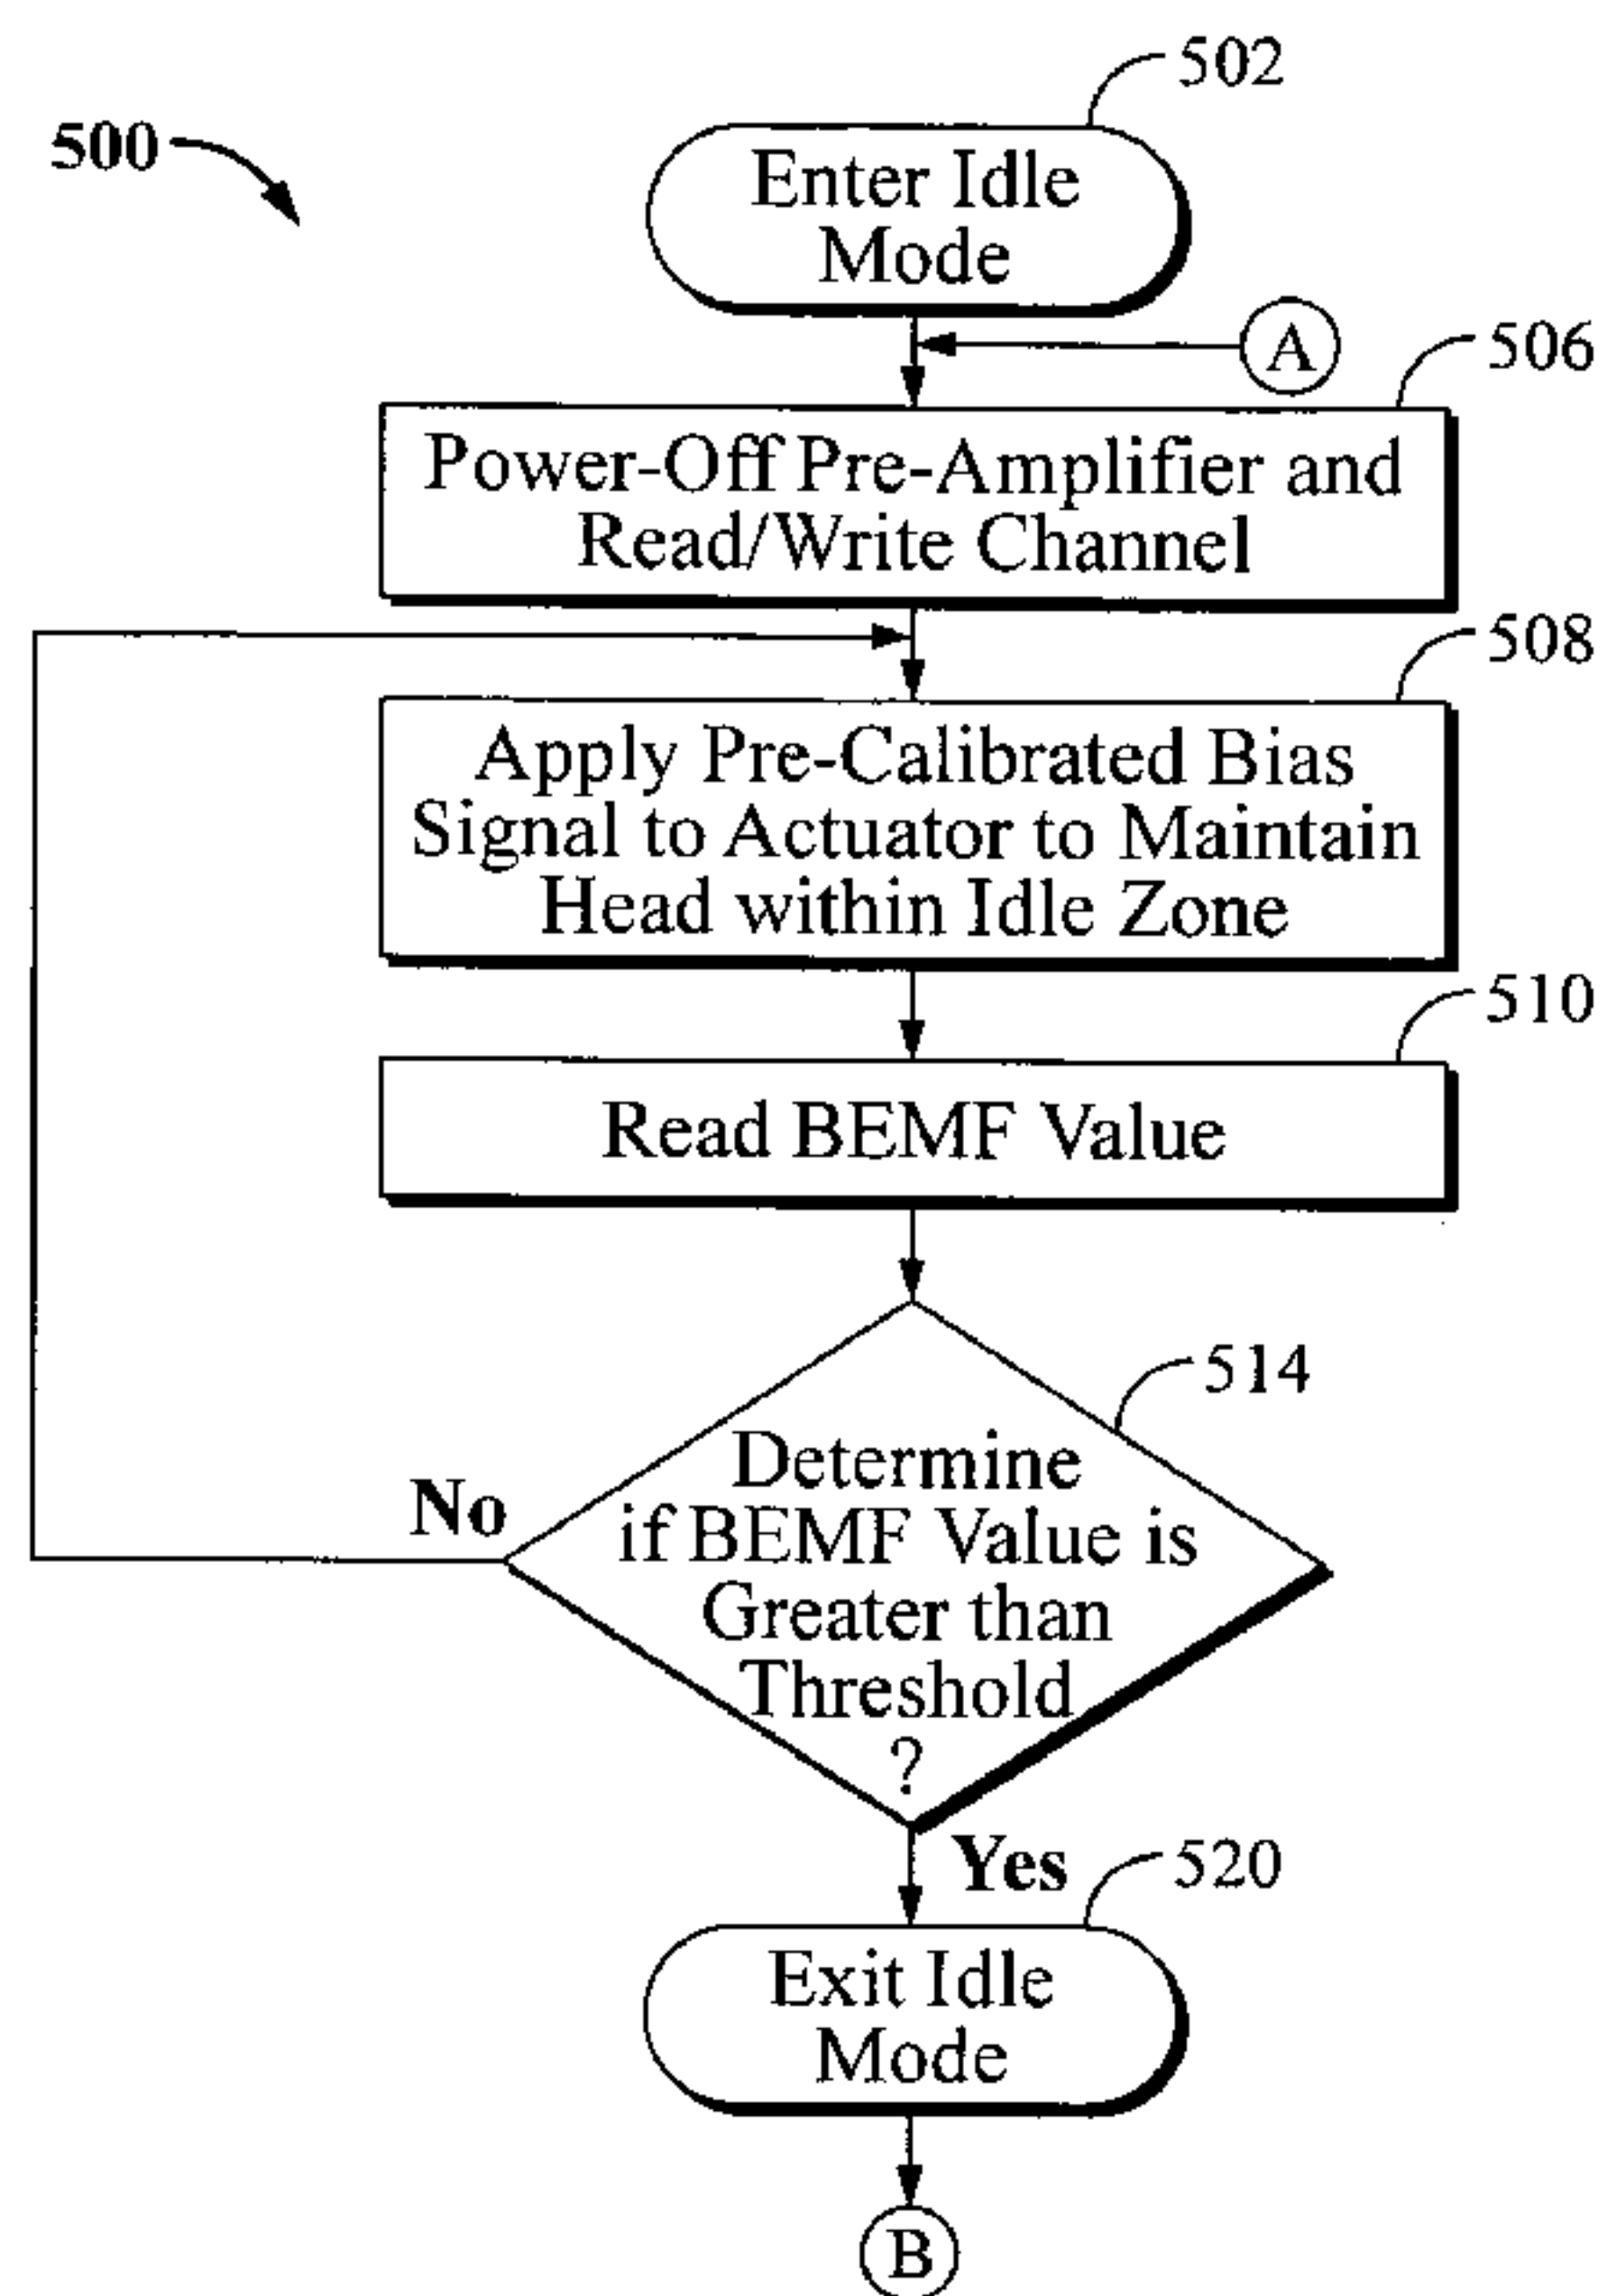 502
500
Enter Idle
Mode
A
506
Power-Off Pre-Amplifier and
Read/Write Channel
508
Apply Pre-Calibrated Bias
Signal to Actuator to Maintain
Head within Idle Zone
510
Read BEMF Value
514
Determine
if BEMF Value is
Greater than
Threshold
?
No
Yes
520
Exit Idle
Mode
B